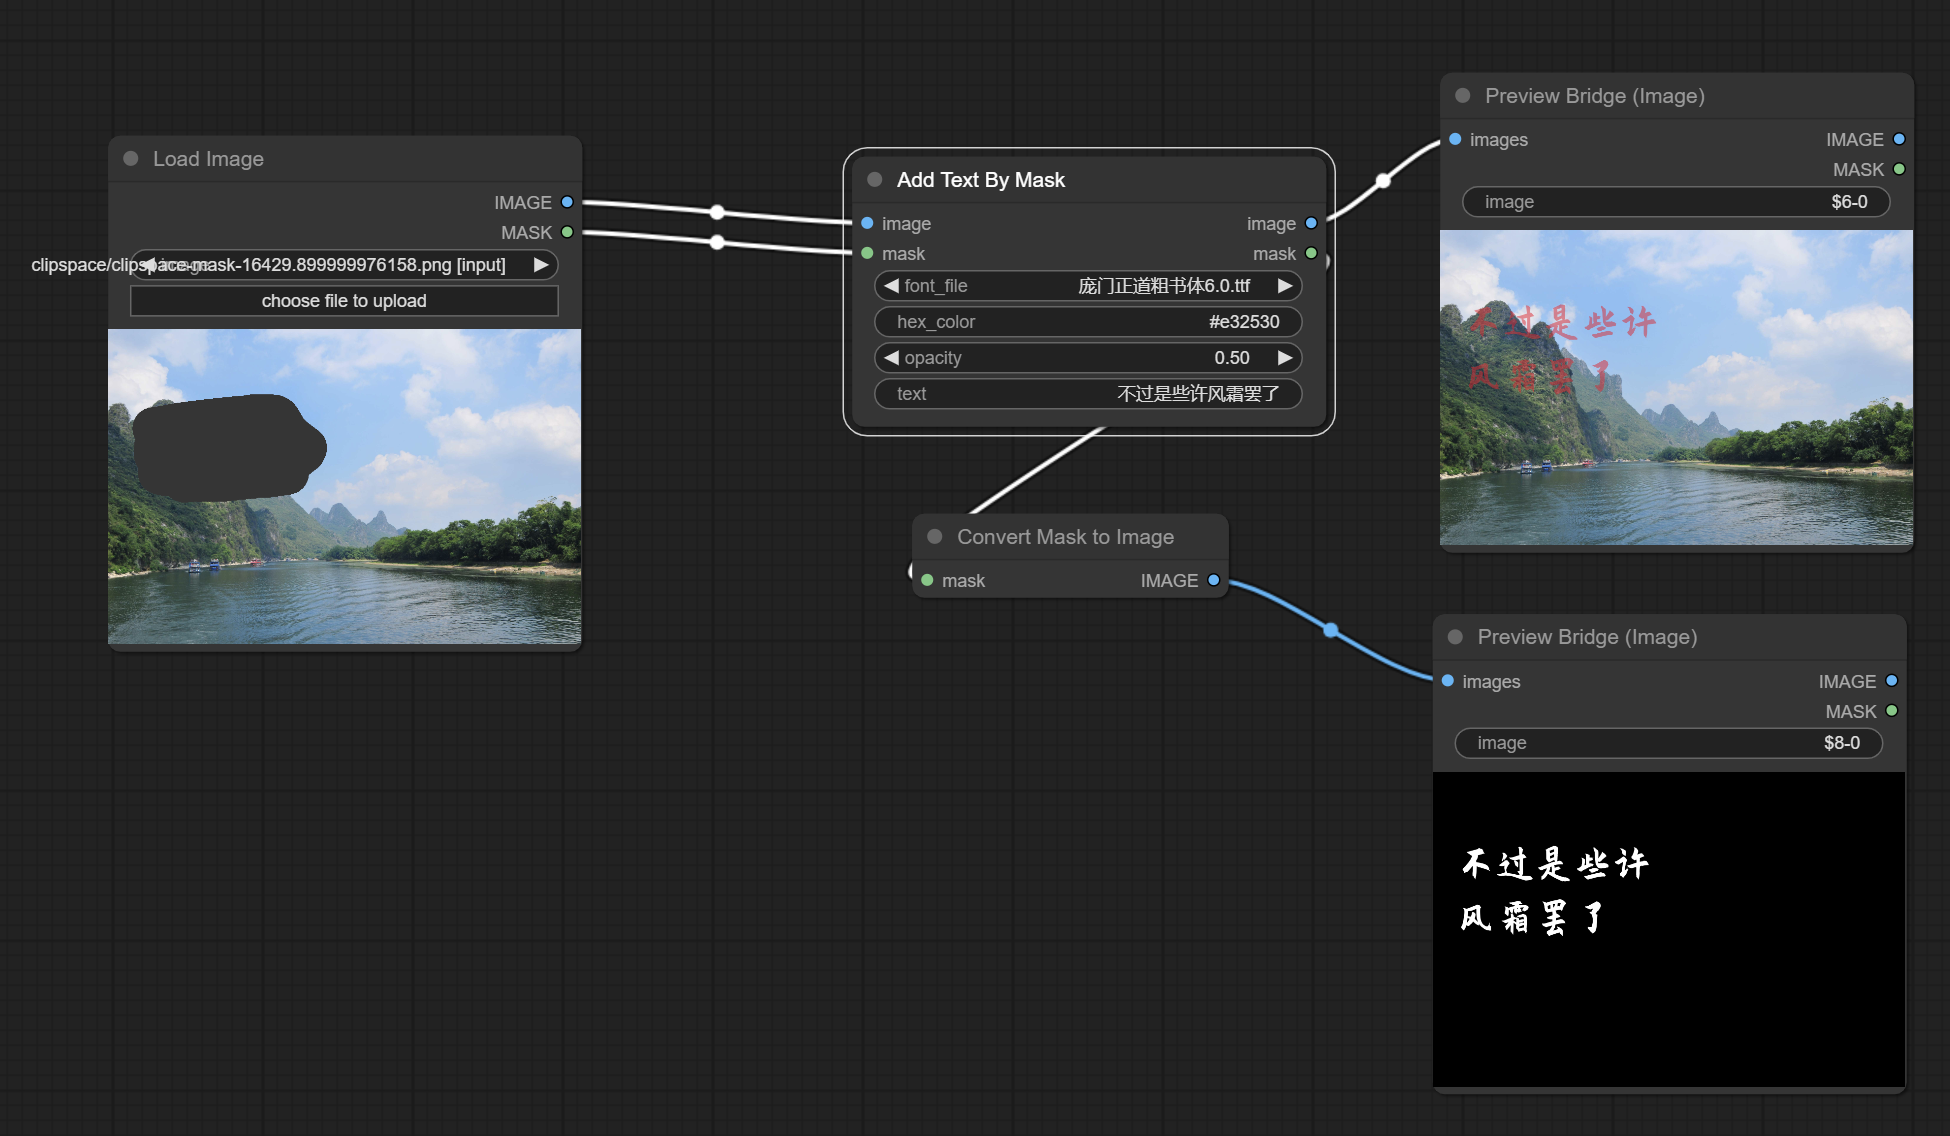 Load Image
IMAGE
MASK
clipspace/clipspace-mask-16429.899999976158.png [input]
choose file to upload
Add Text By Mask
image image
mask mask
font_file 庞门正道粗书体6.0.ttf
hex_color #e32530
opacity 0.50
text 不过是些许风霜罢了
Convert Mask to Image
mask IMAGE
Preview Bridge (Image)
images IMAGE
MASK
image $6-0
不过是些许
风霜罢了
Preview Bridge (Image)
images IMAGE
MASK
image $8-0
不过是些许
风霜罢了